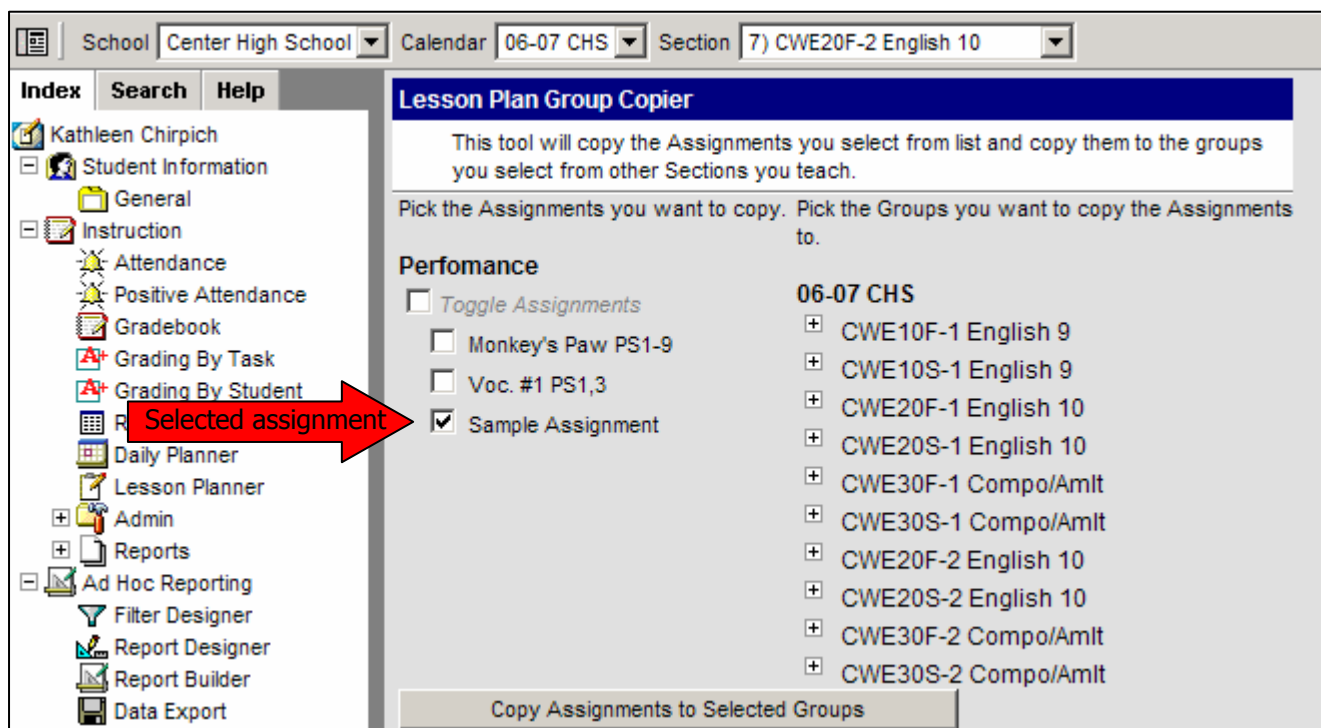 School Center High School Calendar 06-07 CHS Section 7) CWE20F-2 English 10
Index Search Help
Kathleen Chirpich
Student Information
General
Instruction
Attendance
Positive Attendance
Gradebook
Grading By Task
Grading By Student
R
Daily Planner
Lesson Planner
Admin
Reports
Ad Hoc Reporting
Filter Designer
Report Designer
Report Builder
Data Export
Lesson Plan Group Copier
This tool will copy the Assignments you select from list and copy them to the groups
you select from other Sections you teach.
Pick the Assignments you want to copy.
Perfomance
Toggle Assignments
Monkey's Paw PS1-9
Voc. #1 PS1,3
Selected assignment
Sample Assignment
Pick the Groups you want to copy the Assignments
to.
06-07 CHS
CWE10F-1 English 9
CWE10S-1 English 9
CWE20F-1 English 10
CWE20S-1 English 10
CWE30F-1 Compo/Amlt
CWE30S-1 Compo/Amlt
CWE20F-2 English 10
CWE20S-2 English 10
CWE30F-2 Compo/Amlt
CWE30S-2 Compo/Amlt
Copy Assignments to Selected Groups